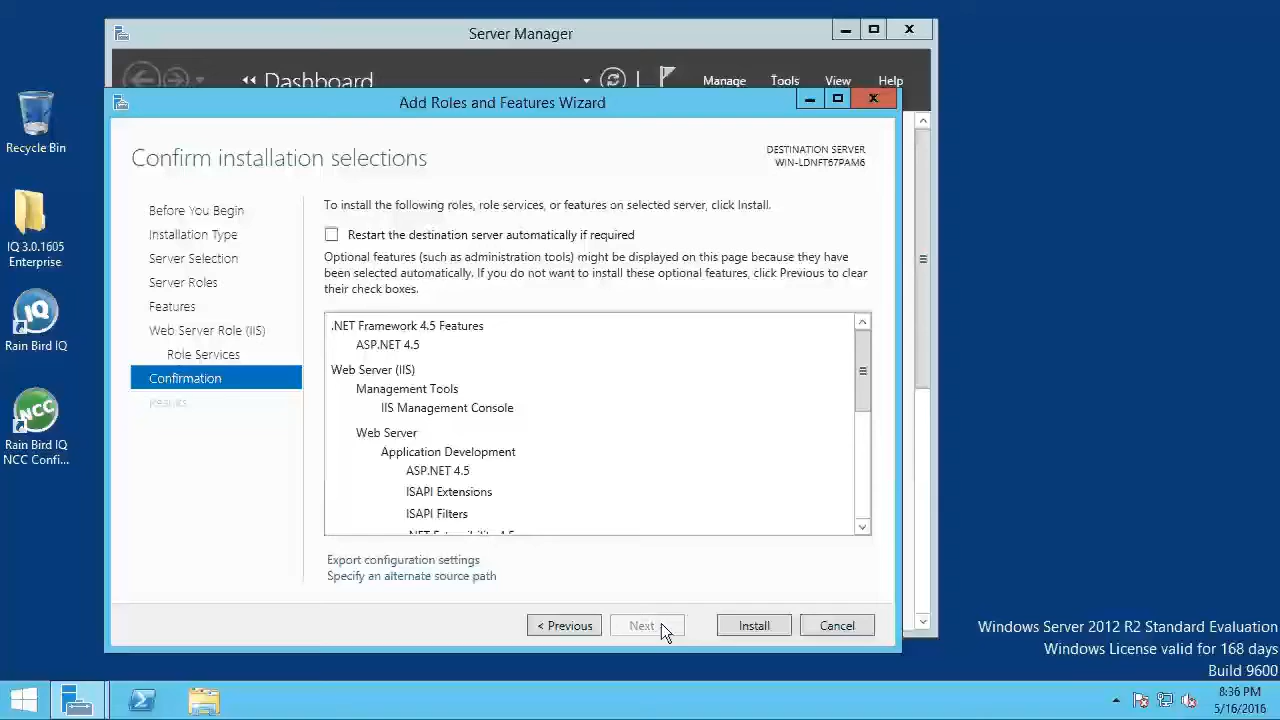 Server Manager
Dashboard
Manage Tools View Help
Add Roles and Features Wizard
Confirm installation selections
DESTINATION SERVER
WIN-LDNFT67PAM6
Before You Begin
Installation Type
Server Selection
Server Roles
Features
Web Server Role (IIS)
Role Services
Confirmation
Results
To install the following roles, role services, or features on selected server, click Install.
Restart the destination server automatically if required
Optional features (such as administration tools) might be displayed on this page because they have
been selected automatically. If you do not want to install these optional features, click Previous to clear
their check boxes.
.NET Framework 4.5 Features
ASP.NET 4.5
Web Server (IIS)
Management Tools
IIS Management Console
Web Server
Application Development
ASP.NET 4.5
ISAPI Extensions
ISAPI Filters
.NET Extensibility 4.5
Export configuration settings
Specify an alternate source path
< Previous
Next
Install
Cancel
Recycle Bin
IQ 3.0.1605
Enterprise
IQ
Rain Bird IQ
NCC
Rain Bird IQ
NCC Confi...
Windows Server 2012 R2 Standard Evaluation
Windows License valid for 168 days
Build 9600
8:36 PM
5/16/2016